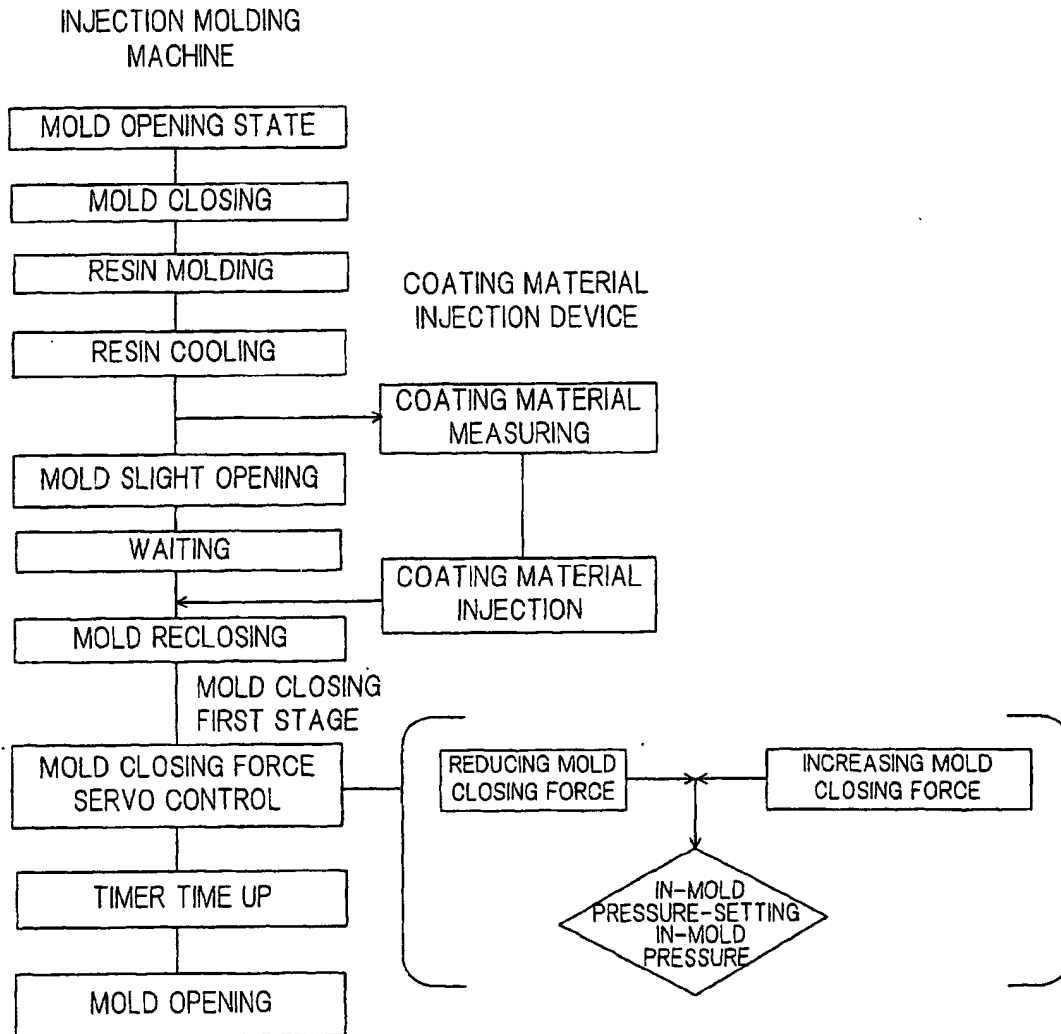 INJECTION MOLDING
MACHINE
MOLD OPENING STATE
MOLD CLOSING
RESIN MOLDING
RESIN COOLING
COATING MATERIAL
INJECTION DEVICE
COATING MATERIAL
MEASURING
MOLD SLIGHT OPENING
WAITING
COATING MATERIAL
INJECTION
MOLD RECLOSING
MOLD CLOSING
FIRST STAGE
MOLD CLOSING FORCE
SERVO CONTROL
REDUCING MOLD
CLOSING FORCE
INCREASING MOLD
CLOSING FORCE
IN-MOLD
PRESSURE-SETTING
IN-MOLD
PRESSURE
TIMER TIME UP
MOLD OPENING